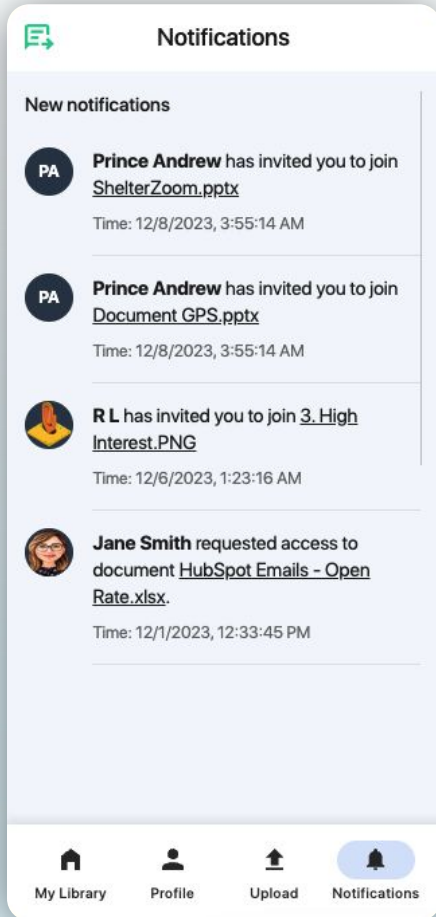 Notifications
New notifications
PA
Prince Andrew has invited you to join
ShelterZoom.pptx
Time: 12/8/2023, 3:55:14 AM
PA
Prince Andrew has invited you to join
Document GPS.pptx
Time: 12/8/2023, 3:55:14 AM
R L has invited you to join 3. High
Interest.PNG
Time: 12/6/2023, 1:23:16 AM
Jane Smith requested access to
document HubSpot Emails - Open
Rate.xlsx.
Time: 12/1/2023, 12:33:45 PM
My Library Profile Upload Notifications